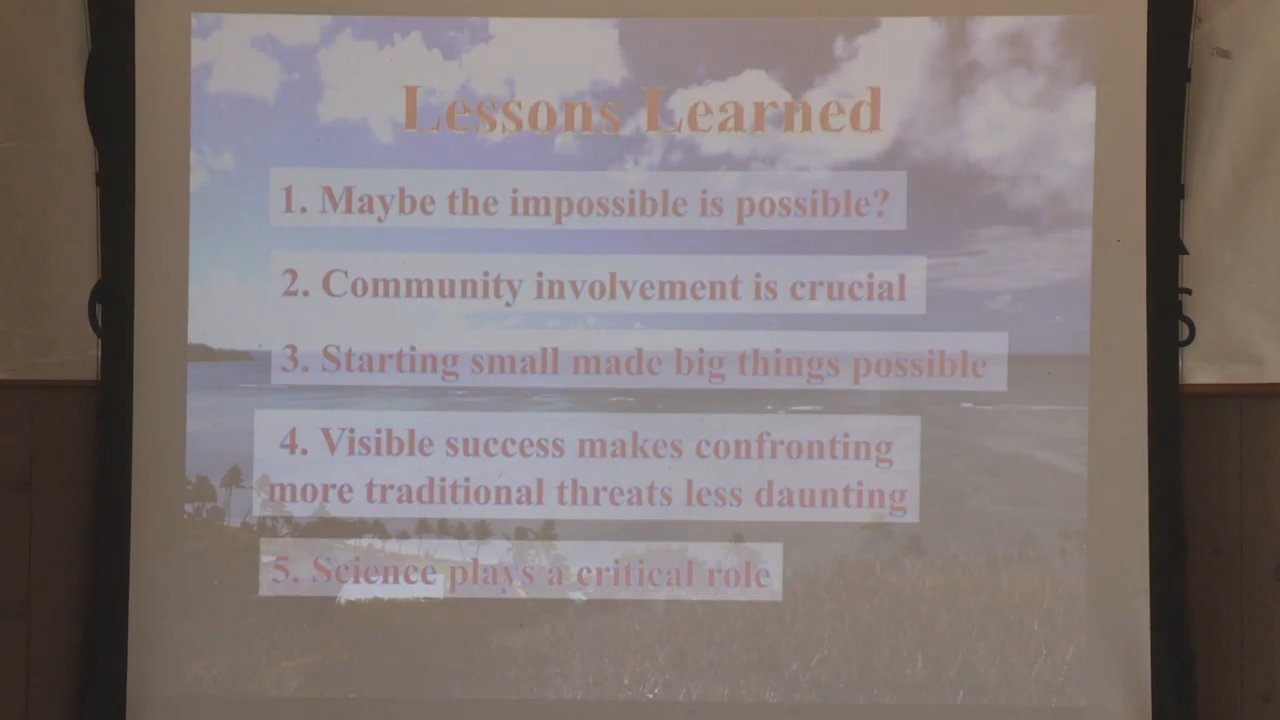 Lessons Learned
1. Maybe the impossible is possible?
2. Community involvement is crucial
3. Starting small made big things possible
4. Visible success makes confronting
more traditional threats less daunting
5. Science plays a critical role